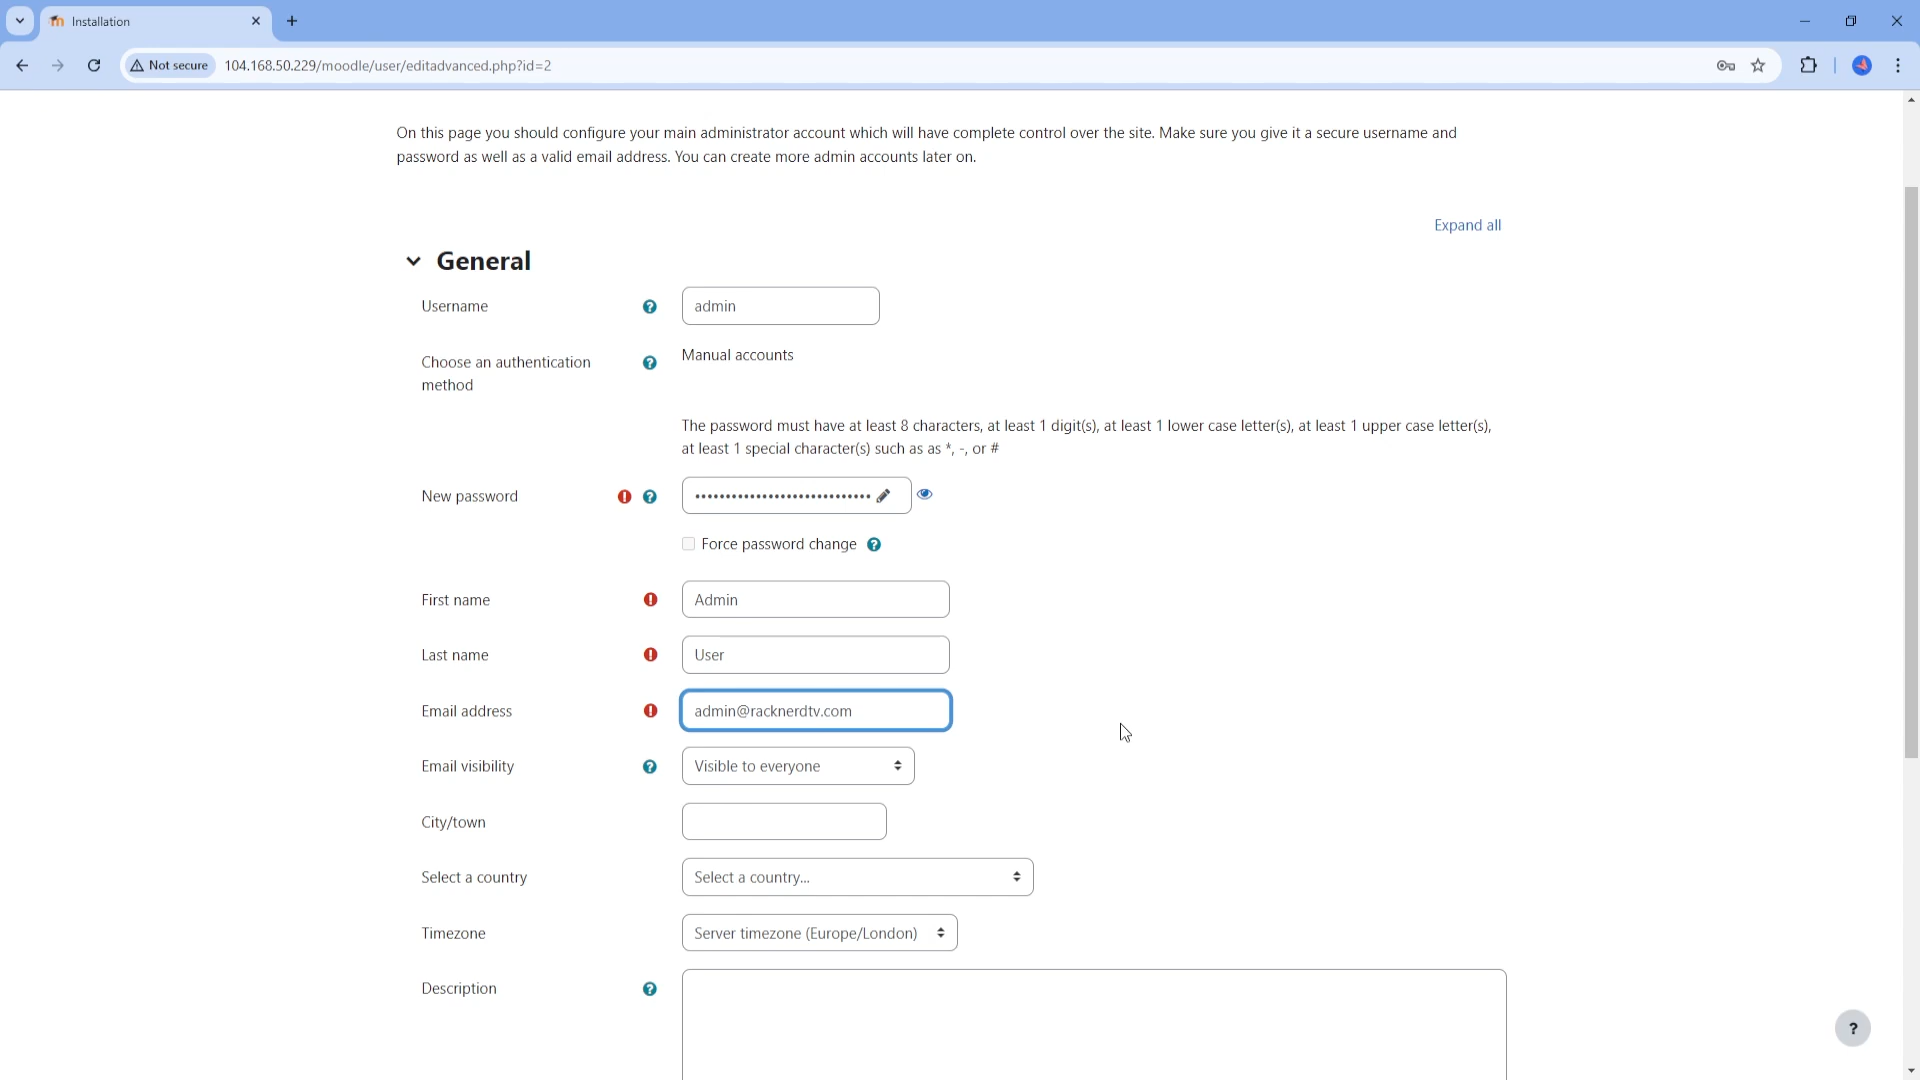 Installation
Not secure
104.168.50.229/moodle/user/editadvanced.php?id=2
On this page you should configure your main administrator account which will have complete control over the site. Make sure you give it a secure username and
password as well as a valid email address. You can create more admin accounts later on.
Expand all
General
Username ? admin
Choose an authentication
method ? Manual accounts
The password must have at least 8 characters, at least 1 digit(s), at least 1 lower case letter(s), at least 1 upper case letter(s),
at least 1 special character(s) such as as *, -, or #
New password ! ? •••••••••••••••••••••••••••••
Force password change ?
First name ! Admin
Last name ! User
Email address ! admin@racknerdtv.com
Email visibility ? Visible to everyone
City/town
Select a country Select a country...
Timezone Server timezone (Europe/London)
Description ?
?